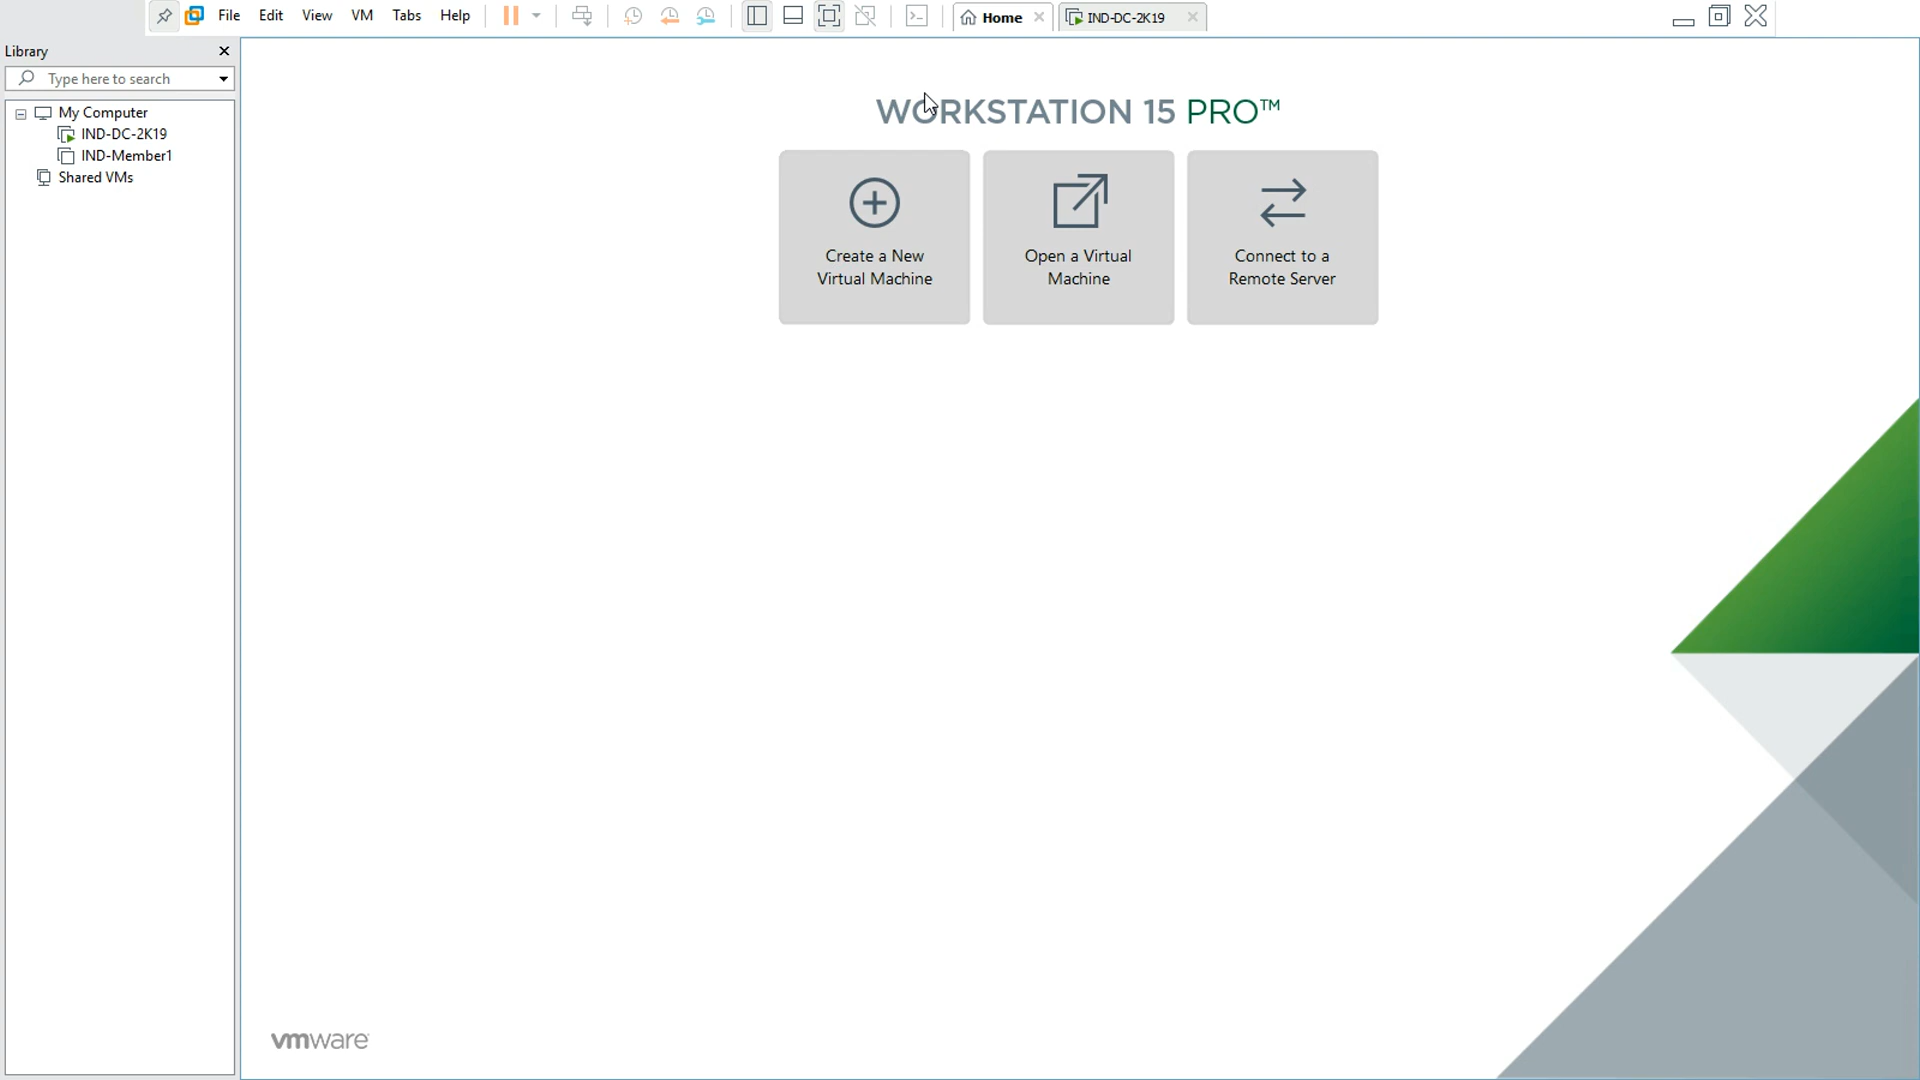 File Edit View VM Tabs Help Home IND-DC-2K19
Library
Type here to search
My Computer
IND-DC-2K19
IND-Member1
Shared VMs
WORKSTATION 15 PRO™
Create a New
Virtual Machine
Open a Virtual
Machine
Connect to a
Remote Server
vmware